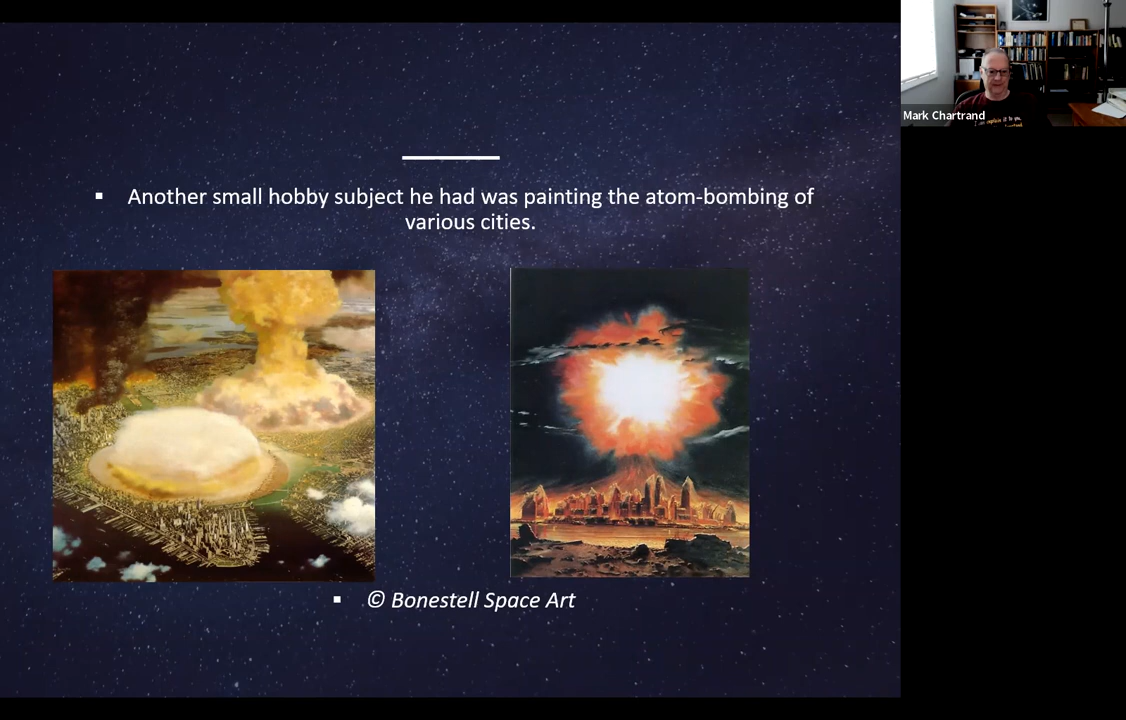 Another small hobby subject he had was painting the atom-bombing of
various cities.
© Bonestell Space Art
Mark Chartrand